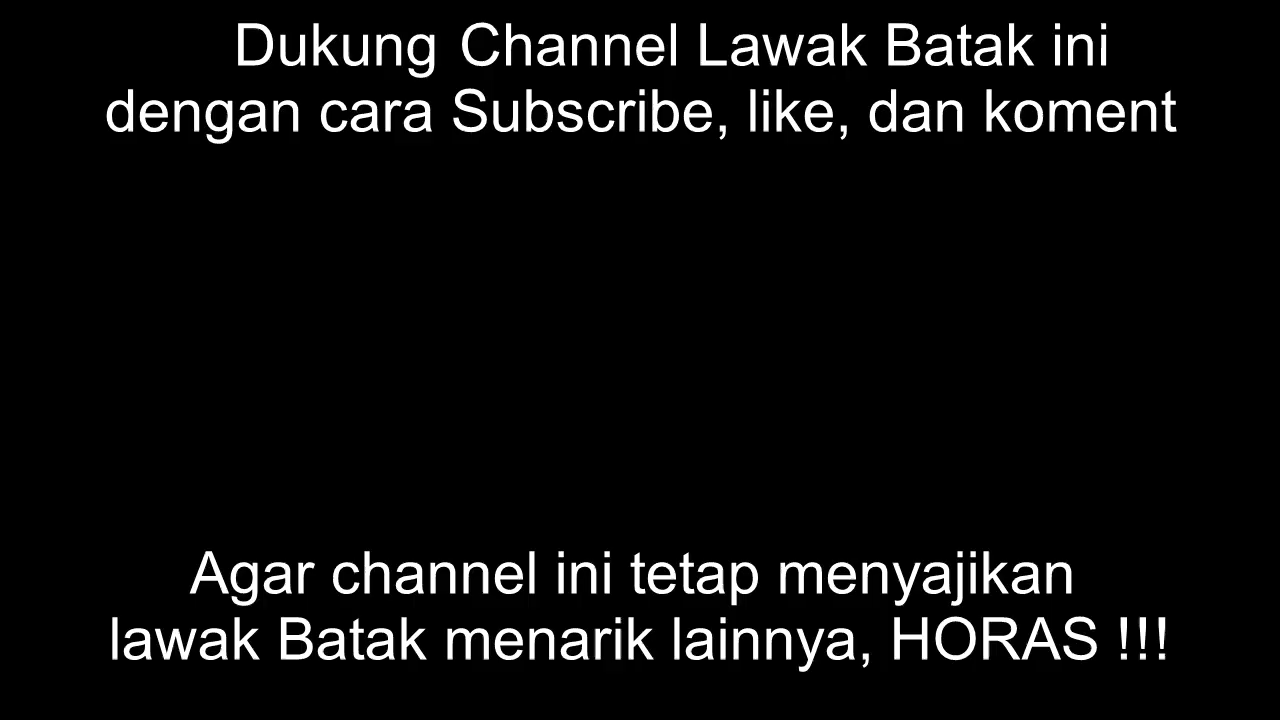 Dukung Channel Lawak Batak ini
dengan cara Subscribe, like, dan koment
Agar channel ini tetap menyajikan
lawak Batak menarik lainnya, HORAS !!!